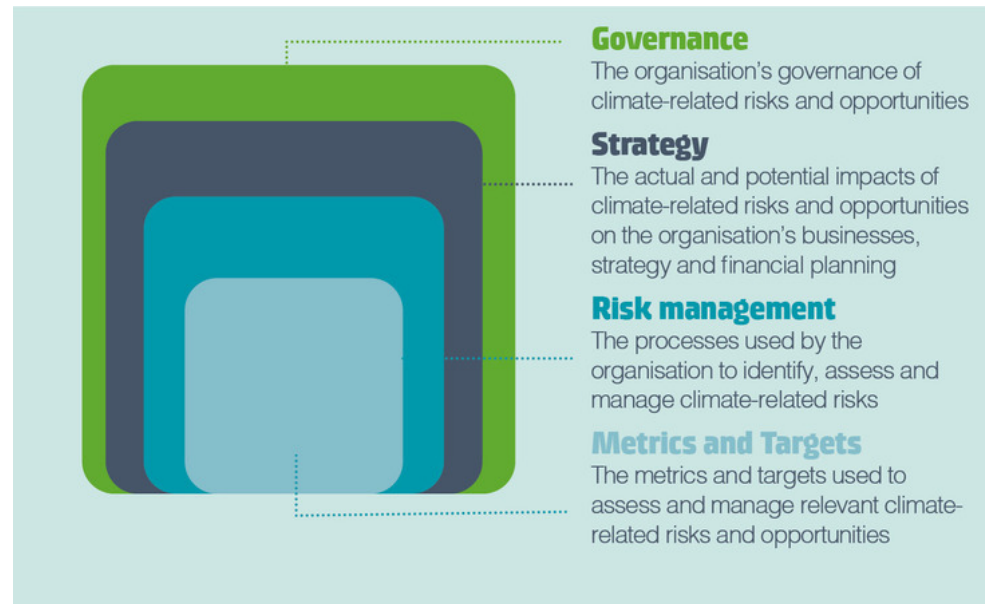 Governance
The organisation's governance of
climate-related risks and opportunities
Strategy
The actual and potential impacts of
climate-related risks and opportunities
on the organisation's businesses,
strategy and financial planning
Risk management
The processes used by the
organisation to identify, assess and
manage climate-related risks
Metrics and Targets
The metrics and targets used to
assess and manage relevant climate-
related risks and opportunities